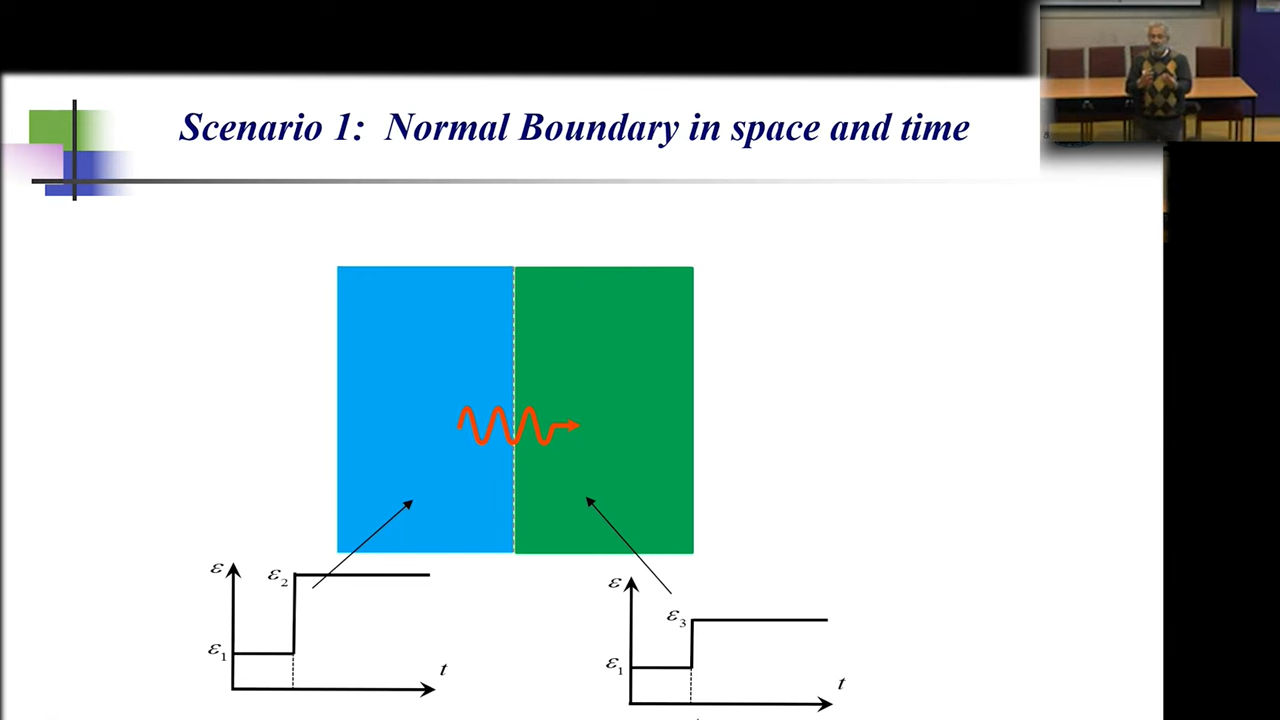 Scenario 1: Normal Boundary in space and time
ε
ε2
ε1
t
ε
ε3
ε1
t